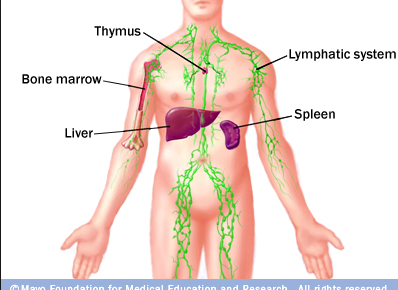 Thymus
Lymphatic system
Bone marrow
Spleen
Liver
© Mayo Foundation for Medical Education and Research. All rights reserved.